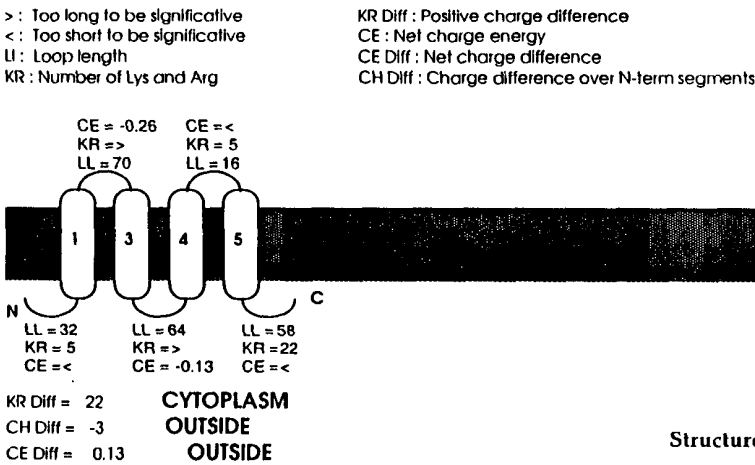 > : Too long to be significative
< : Too short to be significative
Ll : Loop length
KR : Number of Lys and Arg
KR Diff : Positive charge difference
CE : Net charge energy
CE Diff : Net charge difference
CH Diff : Charge difference over N-term segments
CE = -0.26 CE =<
KR => KR = 5
LL = 70 LL = 16
1 3 4 5
N C
LL = 32 LL = 64 LL = 58
KR = 5 KR => KR =22
CE =< CE = -0.13 CE =<
KR Diff = 22 CYTOPLASM
CH Diff = -3 OUTSIDE
CE Diff = 0.13 OUTSIDE
Structure